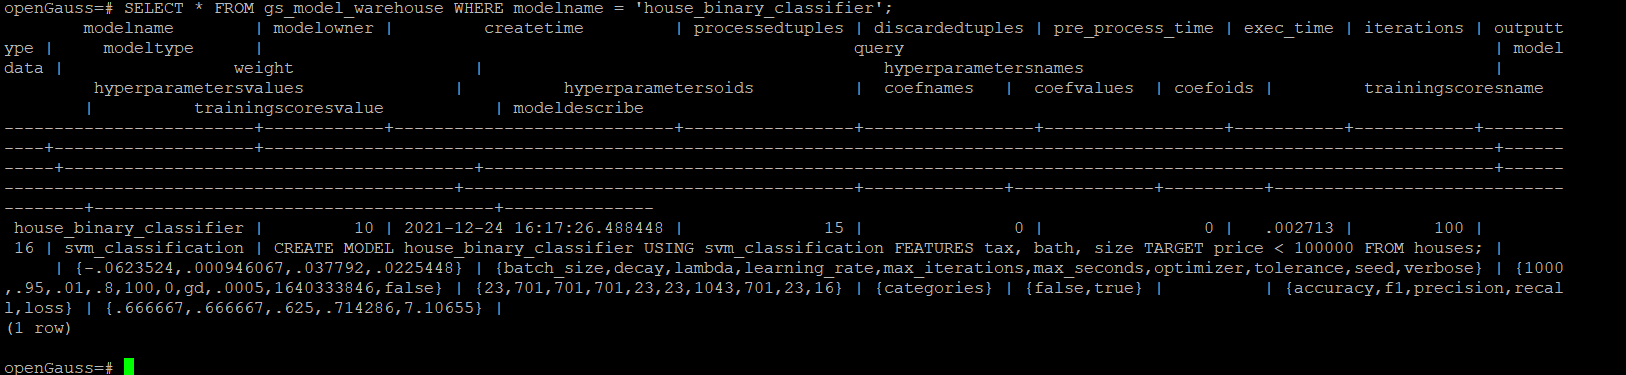 openGauss=# SELECT * FROM gs_model_warehouse WHERE modelname = 'house_binary_classifier';
modelname | modelowner | createtime | processedtuples | discardedtuples | pre_process_time | exec_time | iterations | outputt
ype | modeltype | query | model
data | weight | hyperparametersnames |
hyperparametersvalues | hyperparametersoids | coefnames | coefvalues | coefoids | trainingscoresname
| trainingscoresvalue | modeldescribe
-------------------------+------------+----------------------------+-----------------+-----------------+------------------+-----------+------------+--------
----+--------------------+---------------------------------------------------------------------------------------------------------------------------+------
-----+-----------------------------------------+-----------------------------------------------------------------------------------------------------+------
---------------------------------------------+---------------------------------------+--------------+--------------+----------+-----------------------------
--------+----------------------------------------+---------------
house_binary_classifier | 10 | 2021-12-24 16:17:26.488448 | 15 | 0 | 0 | .002713 | 100 |
16 | svm_classification | CREATE MODEL house_binary_classifier USING svm_classification FEATURES tax, bath, size TARGET price < 100000 FROM houses; |
| {-.0623524,.000946067,.037792,.0225448} | {batch_size,decay,lambda,learning_rate,max_iterations,max_seconds,optimizer,tolerance,seed,verbose} | {1000
,.95,.01,.8,100,0,gd,.0005,1640333846,false} | {23,701,701,701,23,23,1043,701,23,16} | {categories} | {false,true} | | {accuracy,f1,precision,recal
l,loss} | {.666667,.666667,.625,.714286,7.10655} |
(1 row)
openGauss=#